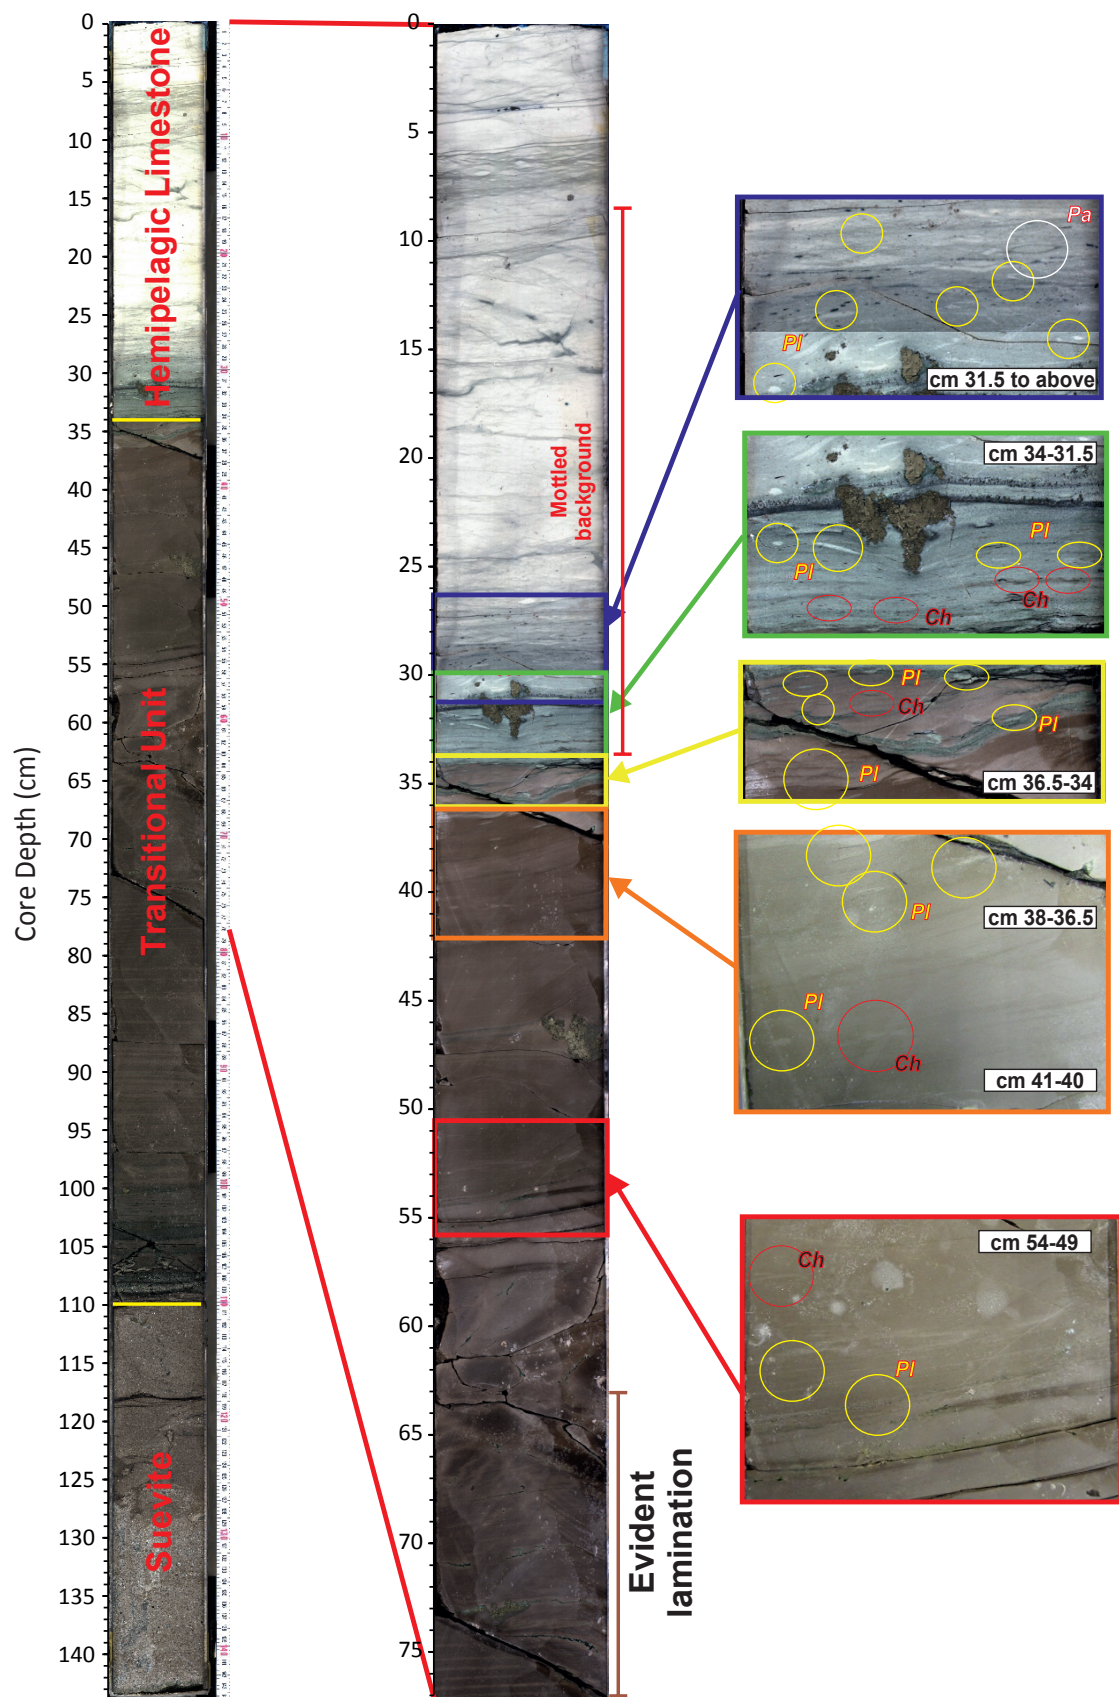 Core Depth (cm)
0
5
10
15
20
25
30
35
40
45
50
55
60
65
70
75
80
85
90
95
100
105
110
115
120
125
130
135
140
Hemipelagic Limestone
Transitional Unit
Suevite
0
5
10
15
20
25
30
35
40
45
50
55
60
65
70
75
Mottled
background
Evident
lamination
Pa
Pl
cm 31.5 to above
cm 34-31.5
Pl
Pl
Ch
Ch
Pl
Ch
Pl
Pl
cm 36.5-34
cm 38-36.5
Pl
Pl
Ch
cm 41-40
cm 54-49
Ch
Pl